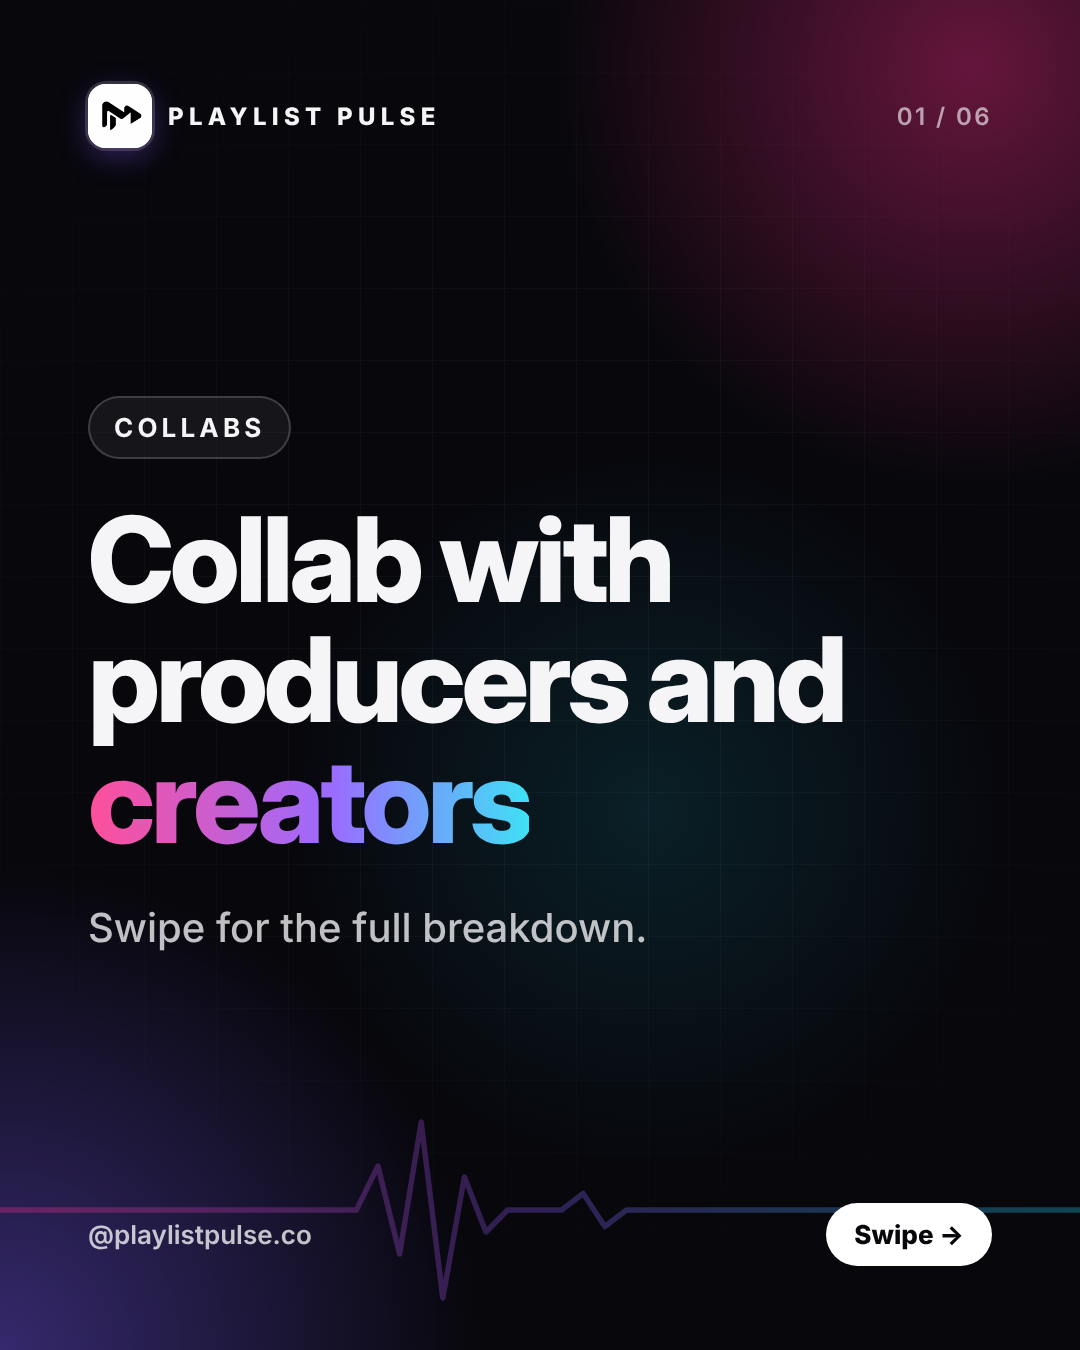 PLAYLIST PULSE
01 / 06
COLLABS
Collab with
producers and
creators
Swipe for the full breakdown.
@playlistpulse.co
Swipe →